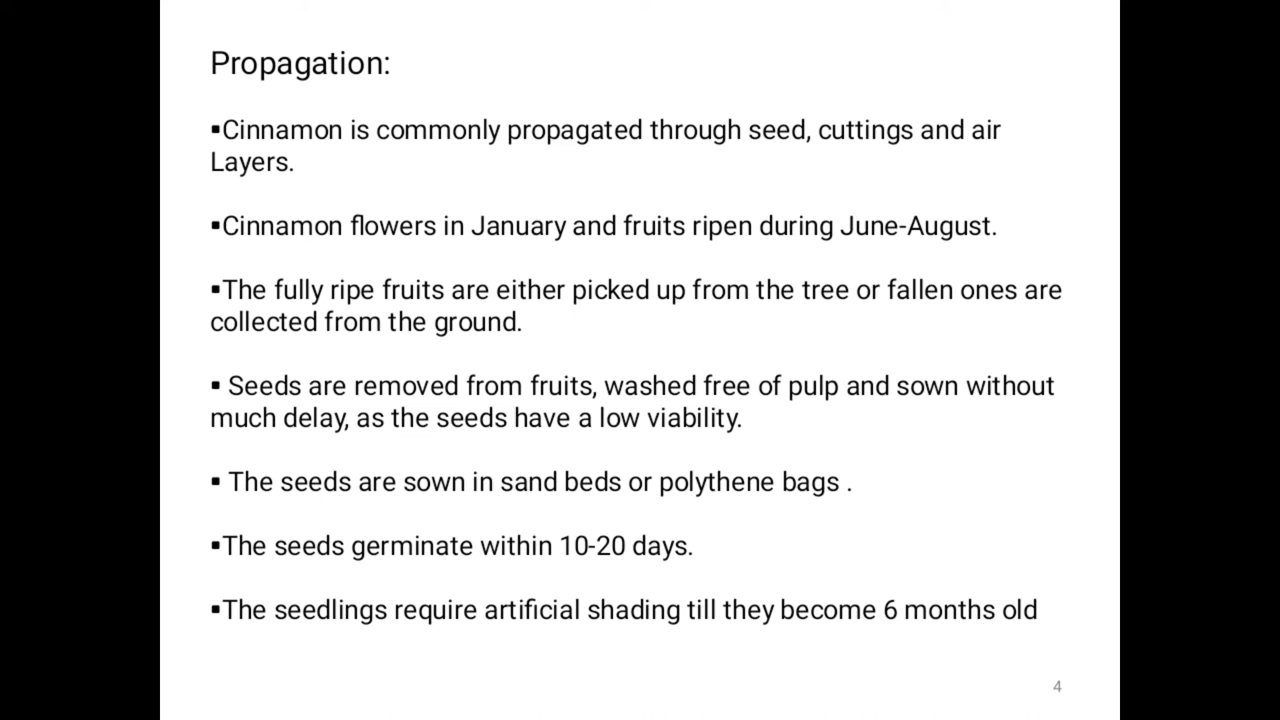 Propagation:
▪Cinnamon is commonly propagated through seed, cuttings and air
Layers.
▪Cinnamon flowers in January and fruits ripen during June-August.
▪The fully ripe fruits are either picked up from the tree or fallen ones are
collected from the ground.
▪ Seeds are removed from fruits, washed free of pulp and sown without
much delay, as the seeds have a low viability.
▪ The seeds are sown in sand beds or polythene bags .
▪The seeds germinate within 10-20 days.
▪The seedlings require artificial shading till they become 6 months old
4